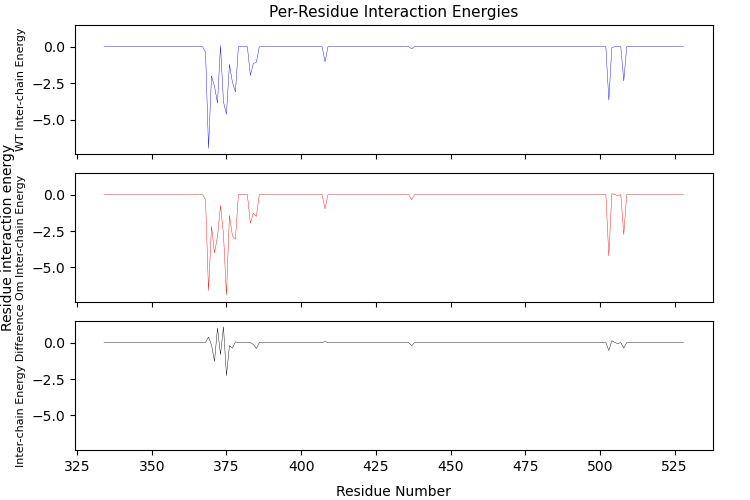 Per-Residue Interaction Energies
Residue interaction energy
WT Inter-chain Energy
0.0
−2.5
−5.0
Om Inter-chain Energy
0.0
−2.5
−5.0
Inter-chain Energy Difference
0.0
−2.5
−5.0
325 350 375 400 425 450 475 500 525
Residue Number